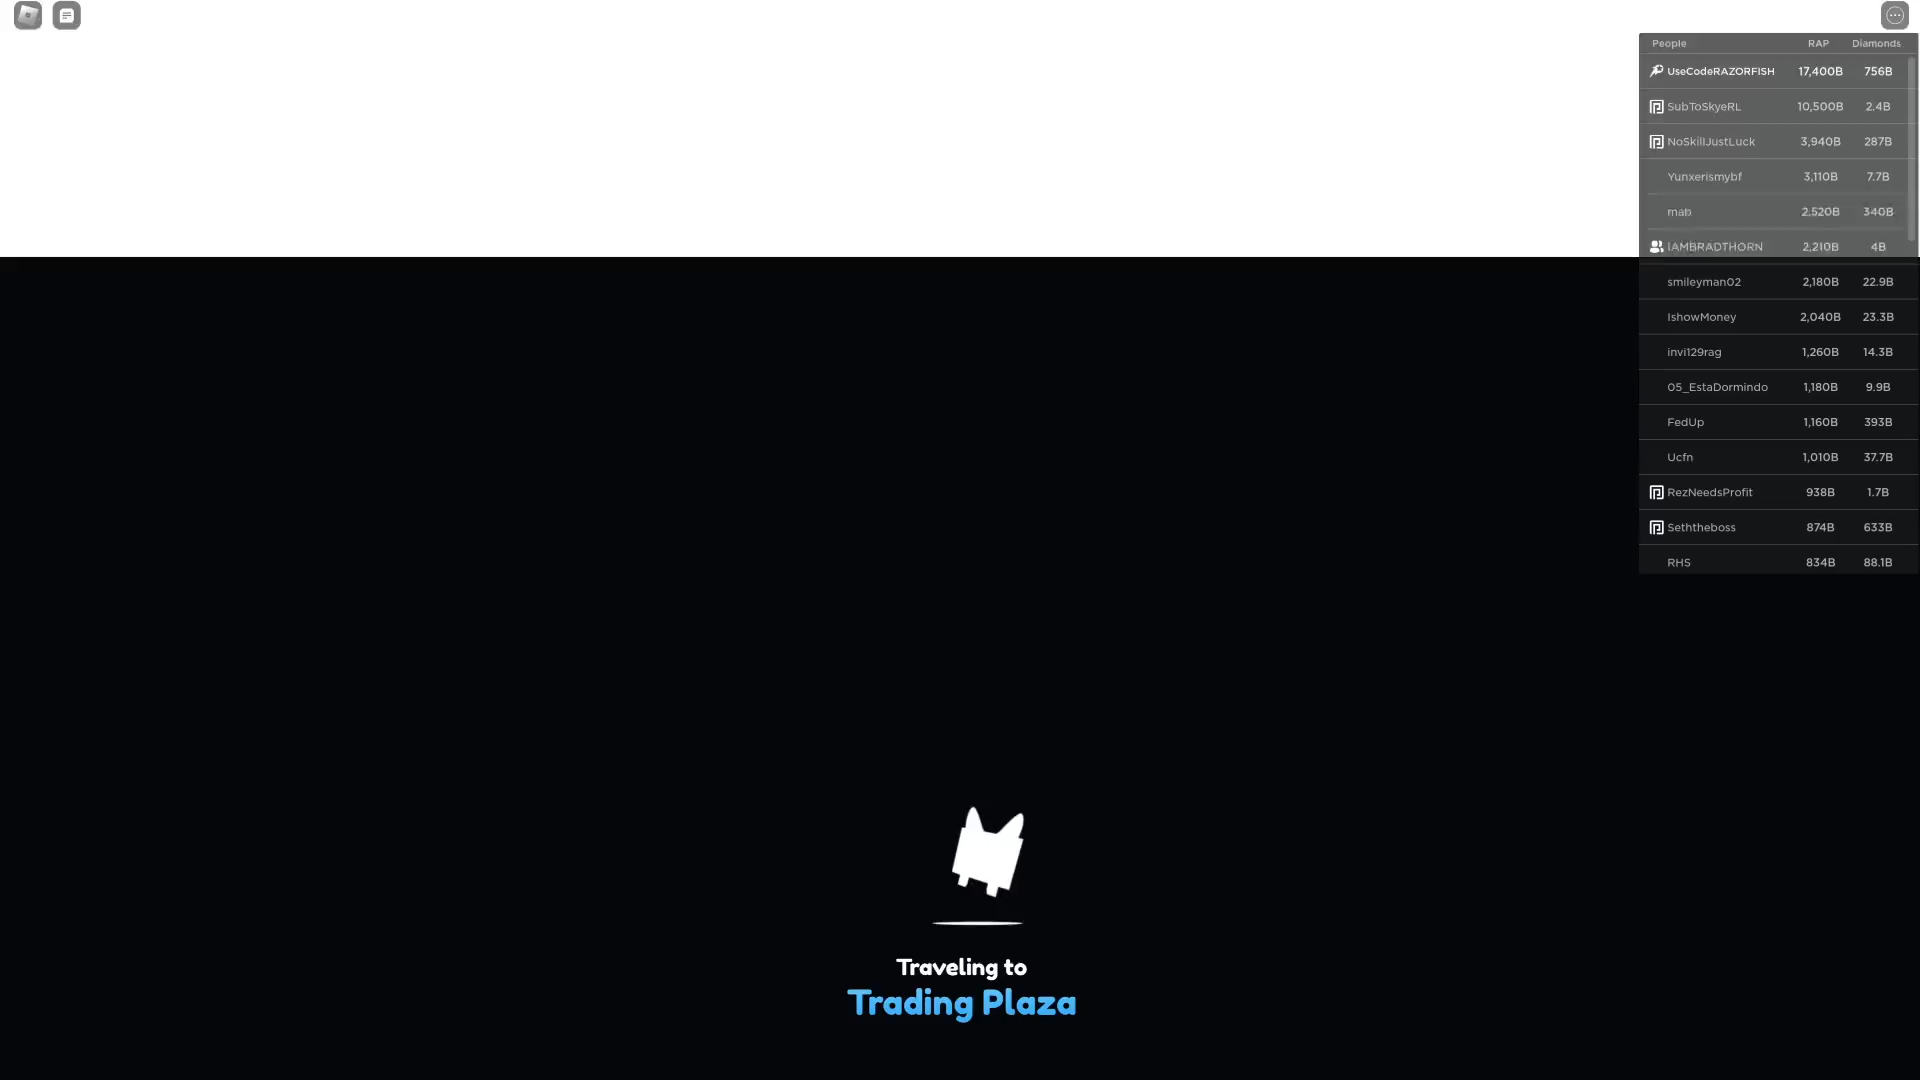 People RAP Diamonds
UseCodeRAZORFISH 17,400B 756B
SubToSkyeRL 10,500B 2.4B
NoSkillJustLuck 3,940B 287B
Yunxerismybf 3,110B 7.7B
mab 2,520B 340B
IAMBRADTHORN 2,210B 4B
smileyman02 2,180B 22.9B
IshowMoney 2,040B 23.3B
invi129rag 1,260B 14.3B
05_EstaDormindo 1,180B 9.9B
FedUp 1,160B 393B
Ucfn 1,010B 37.7B
RezNeedsProfit 938B 1.7B
Seththeboss 874B 633B
RHS 834B 88.1B
Traveling to
Trading Plaza